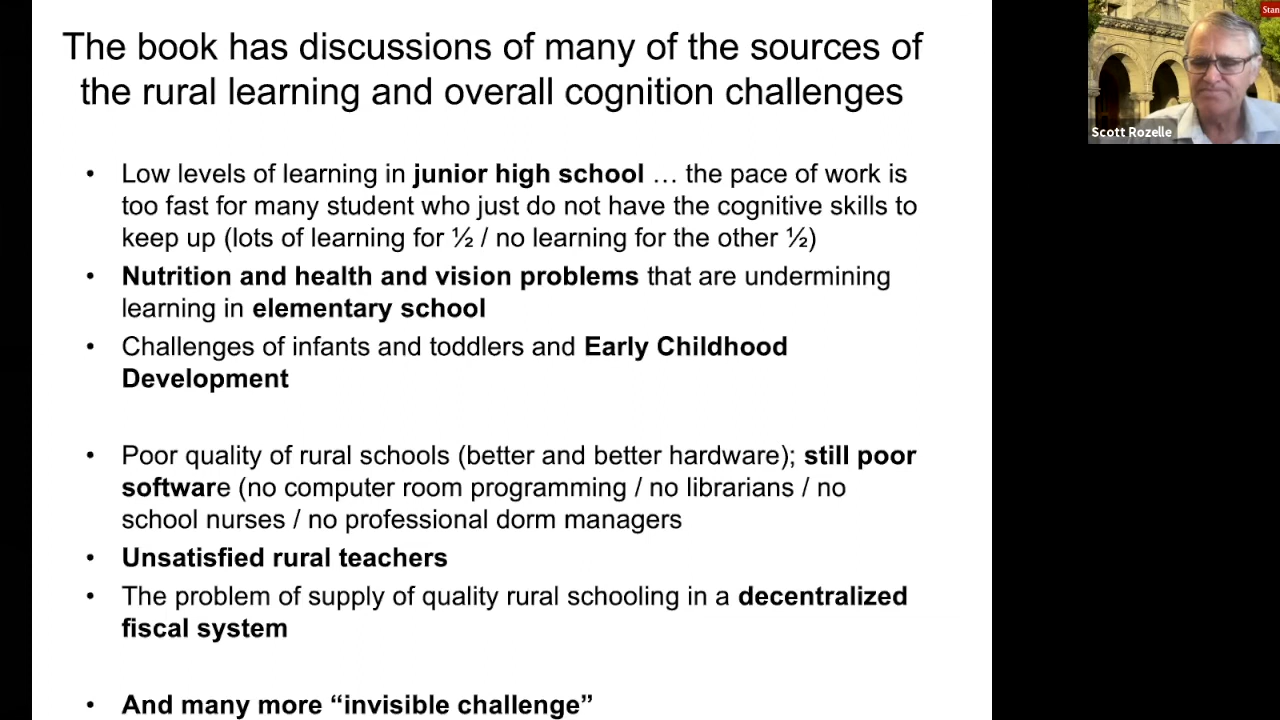 The book has discussions of many of the sources of
the rural learning and overall cognition challenges
• Low levels of learning in junior high school … the pace of work is
too fast for many student who just do not have the cognitive skills to
keep up (lots of learning for ½ / no learning for the other ½)
• Nutrition and health and vision problems that are undermining
learning in elementary school
• Challenges of infants and toddlers and Early Childhood
Development
• Poor quality of rural schools (better and better hardware); still poor
software (no computer room programming / no librarians / no
school nurses / no professional dorm managers
• Unsatisfied rural teachers
• The problem of supply of quality rural schooling in a decentralized
fiscal system
• And many more “invisible challenge”
Stan
Scott Rozelle